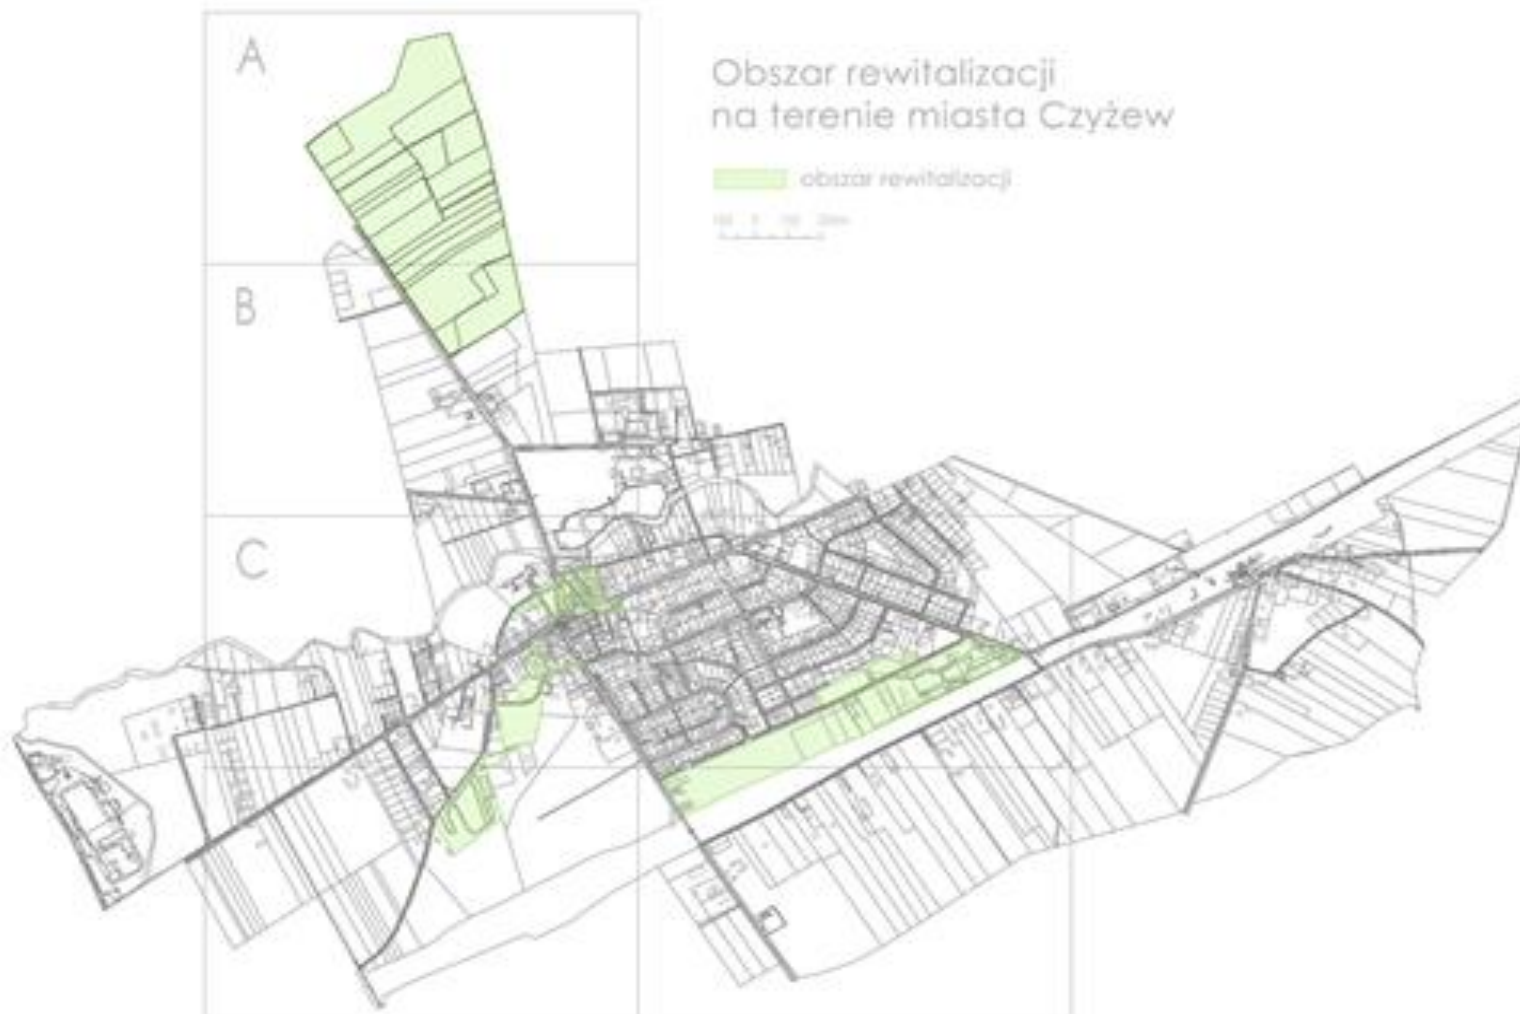 A
Obszar rewitalizacji
na terenie miasta Czyżew
obszar rewitalizacji
B
C